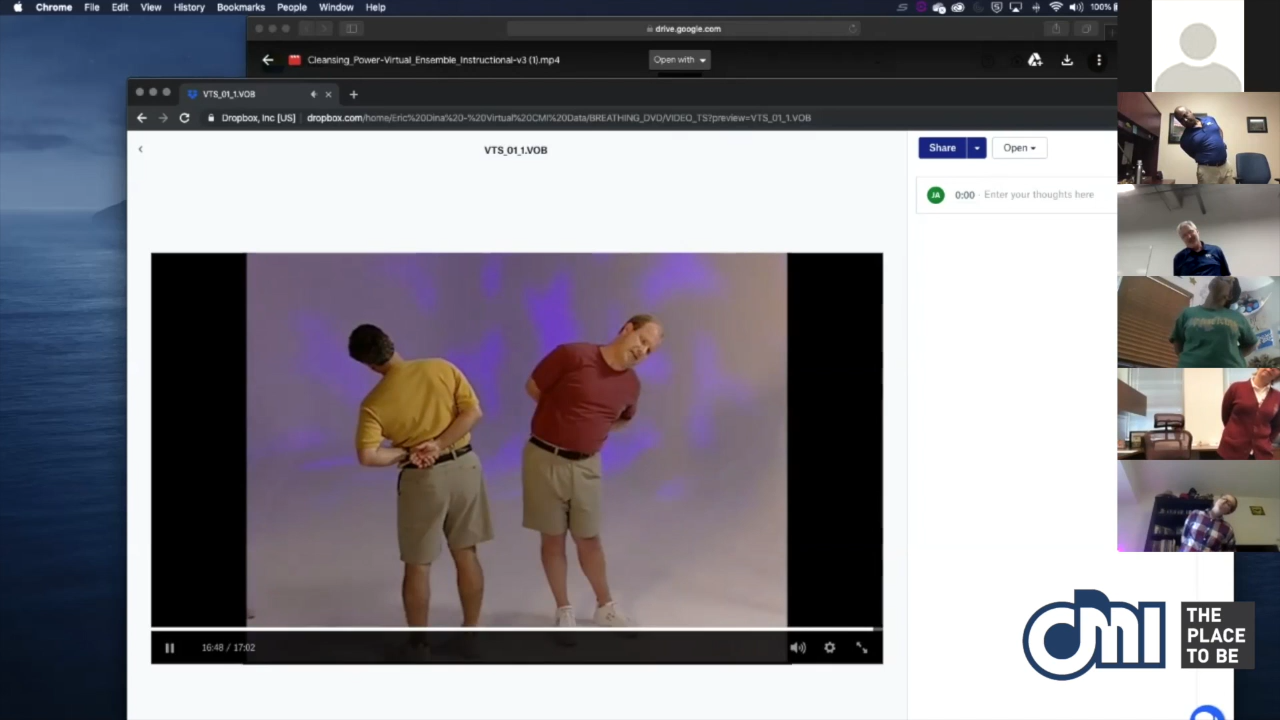 Chrome File Edit View History Bookmarks People Window Help
100%
drive.google.com
Cleansing_Power-Virtual_Ensemble_Instructional-v3 (1).mp4
Open with
VTS_01_1.VOB
Dropbox, Inc [US] dropbox.com/home/Eric%20Dina%20-%20Virtual%20CMI%20Data/BREATHING_DVD/VIDEO_TS?preview=VTS_01_1.VOB
VTS_01_1.VOB
Share
Open
JA 0:00 - Enter your thoughts here
16:48 / 17:02
dMI
THE
PLACE
TO BE